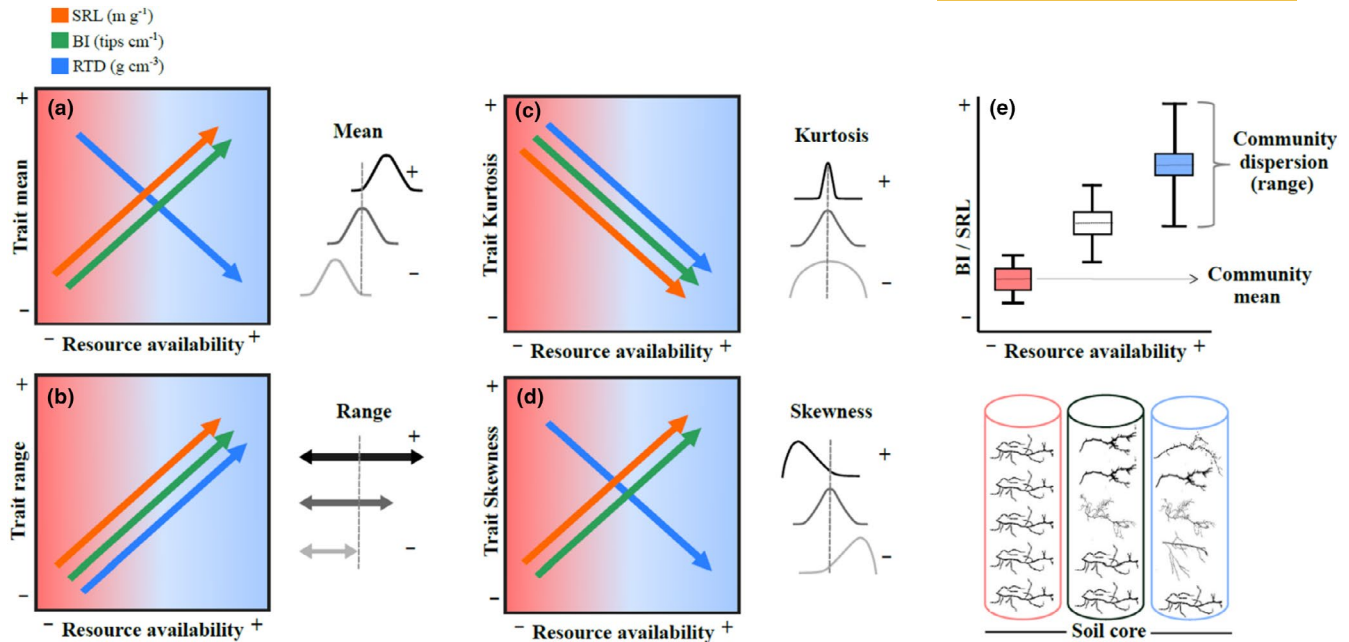 SRL (m g⁻¹)
BI (tips cm⁻¹)
RTD (g cm⁻³)
(a)
+
Trait mean
−
− Resource availability +
Mean
+
−
(b)
+
Trait range
−
− Resource availability +
Range
+
−
(c)
+
Trait Kurtosis
−
− Resource availability +
Kurtosis
+
−
(d)
+
Trait Skewness
−
− Resource availability +
Skewness
+
−
(e)
+
BI / SRL
−
− Resource availability +
Community
dispersion
(range)
Community
mean
Soil core